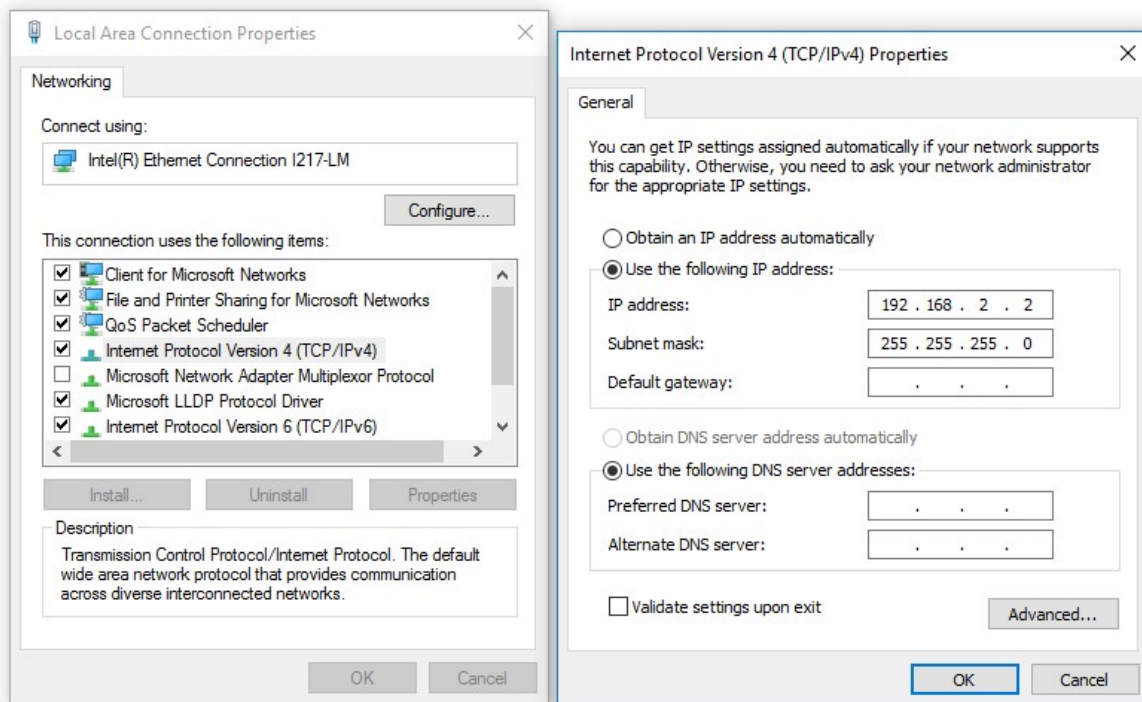 Local Area Connection Properties
Networking
Connect using:
Intel(R) Ethernet Connection I217-LM
Configure...
This connection uses the following items:
Client for Microsoft Networks
File and Printer Sharing for Microsoft Networks
QoS Packet Scheduler
Internet Protocol Version 4 (TCP/IPv4)
Microsoft Network Adapter Multiplexor Protocol
Microsoft LLDP Protocol Driver
Internet Protocol Version 6 (TCP/IPv6)
Install... Uninstall Properties
Description
Transmission Control Protocol/Internet Protocol. The default
wide area network protocol that provides communication
across diverse interconnected networks.
OK Cancel
Internet Protocol Version 4 (TCP/IPv4) Properties
General
You can get IP settings assigned automatically if your network supports
this capability. Otherwise, you need to ask your network administrator
for the appropriate IP settings.
Obtain an IP address automatically
Use the following IP address:
IP address: 192 . 168 . 2 . 2
Subnet mask: 255 . 255 . 255 . 0
Default gateway: . . .
Obtain DNS server address automatically
Use the following DNS server addresses:
Preferred DNS server: . . .
Alternate DNS server: . . .
Validate settings upon exit
Advanced...
OK Cancel